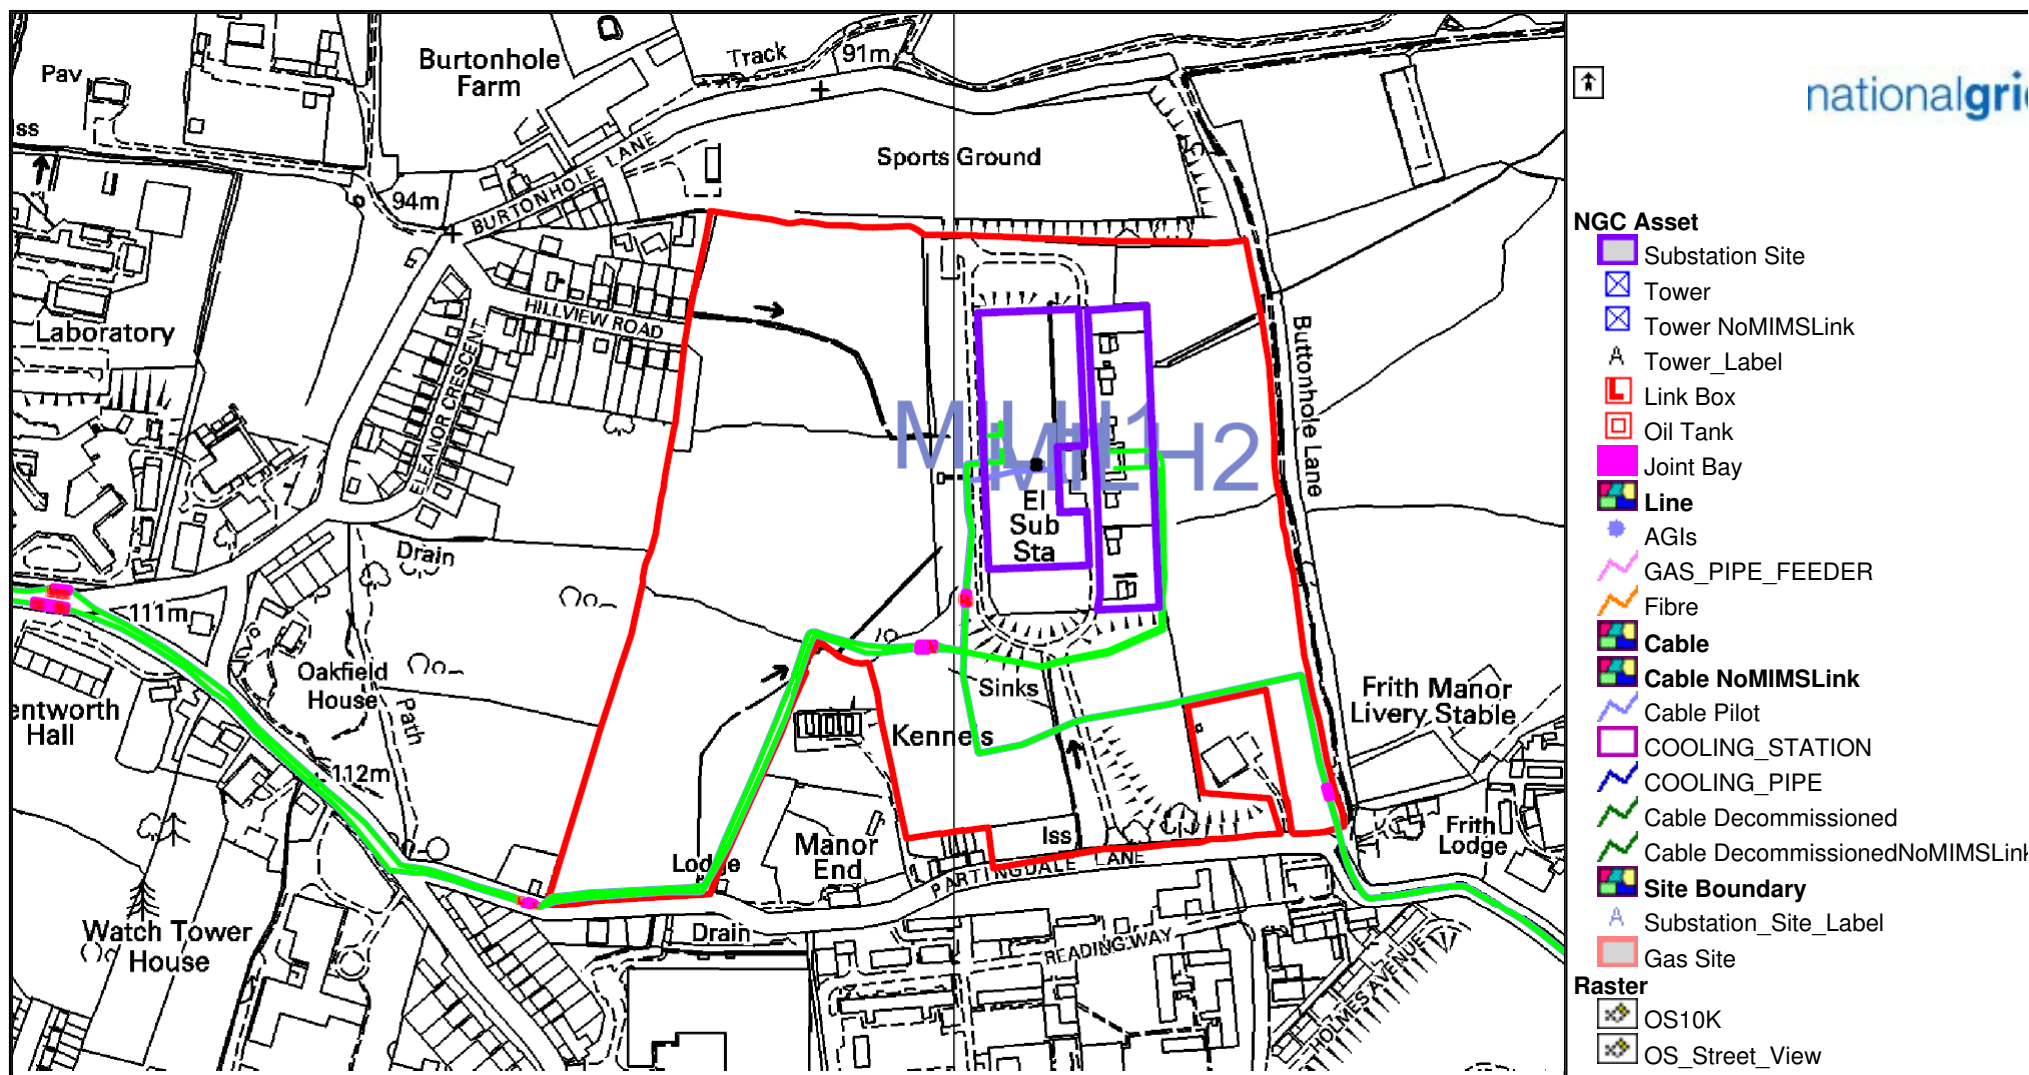 Burtonhole
Farm
Track
91m
Pav
ss
94m
BURTONHOLE LANE
Sports Ground
Laboratory
HILLVIEW ROAD
ELEANOR CRESCENT
Buttonhole Lane
MILH1
MILH2
El
Sub
Sta
Drain
111m
Oakfield
House
Path
entworth
Hall
112m
Sinks
Kennels
Frith Manor
Livery Stable
Manor
End
Iss
Lodge
PARTINGDALE LANE
Frith
Lodge
Watch Tower
House
Drain
READING WAY
HOLMES AVENUE
nationalgri
NGC Asset
Substation Site
Tower
Tower NoMIMSLink
A Tower_Label
Link Box
Oil Tank
Joint Bay
Line
AGIs
GAS_PIPE_FEEDER
Fibre
Cable
Cable NoMIMSLink
Cable Pilot
COOLING_STATION
COOLING_PIPE
Cable Decommissioned
Cable DecommissionedNoMIMSLink
Site Boundary
A Substation_Site_Label
Gas Site
Raster
OS10K
OS_Street_View